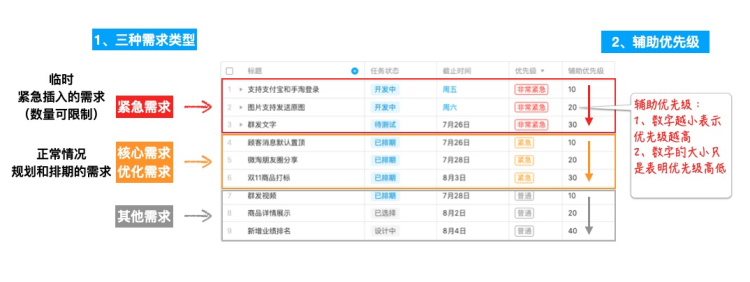 1、三种需求类型
2、辅助优先级
临时
紧急插入的需求
（数量可限制）
紧急需求
正常情况
规划和排期的需求
核心需求
优化需求
其他需求
标题 任务状态 截止时间 优先级 辅助优先级
1 支持支付宝和手淘登录 开发中 周五 非常紧急 10
2 图片支持发送原图 开发中 周六 非常紧急 20
3 群发文字 待测试 7月26日 非常紧急 30
4 顾客消息默认置顶 已排期 7月26日 紧急 10
5 微淘朋友圈分享 已排期 7月28日 紧急 20
6 双11商品打标 已排期 8月3日 紧急 30
7 群发视频 已排期 7月28日 普通 10
8 商品详情展示 已选择 8月2日 普通 20
9 新增业绩排名 设计中 8月4日 普通 40
辅助优先级：
1、数字越小表示
优先级越高
2、数字的大小只
是表明优先级高低